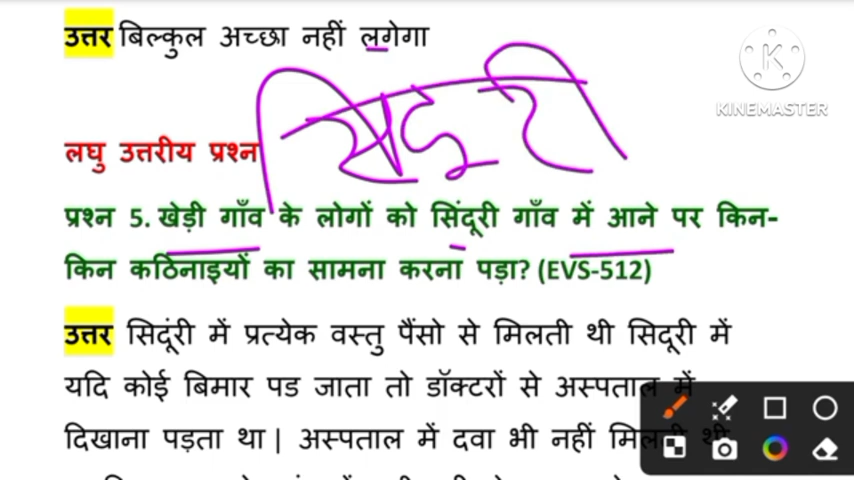 उत्तर बिल्कुल अच्छा नहीं लगेगा
KINEMASTER
सिदूरी
लघु उत्तरीय प्रश्न
प्रश्न 5. खेड़ी गाँव के लोगों को सिंदूरी गाँव में आने पर किन-
किन कठिनाइयों का सामना करना पड़ा? (EVS-512)
उत्तर सिदूंरी में प्रत्येक वस्तु पैंसो से मिलती थी सिदूरी में
यदि कोई बिमार पड जाता तो डॉक्टरों से अस्पताल में
दिखाना पड़ता था| अस्पताल में दवा भी नहीं मिलती थी